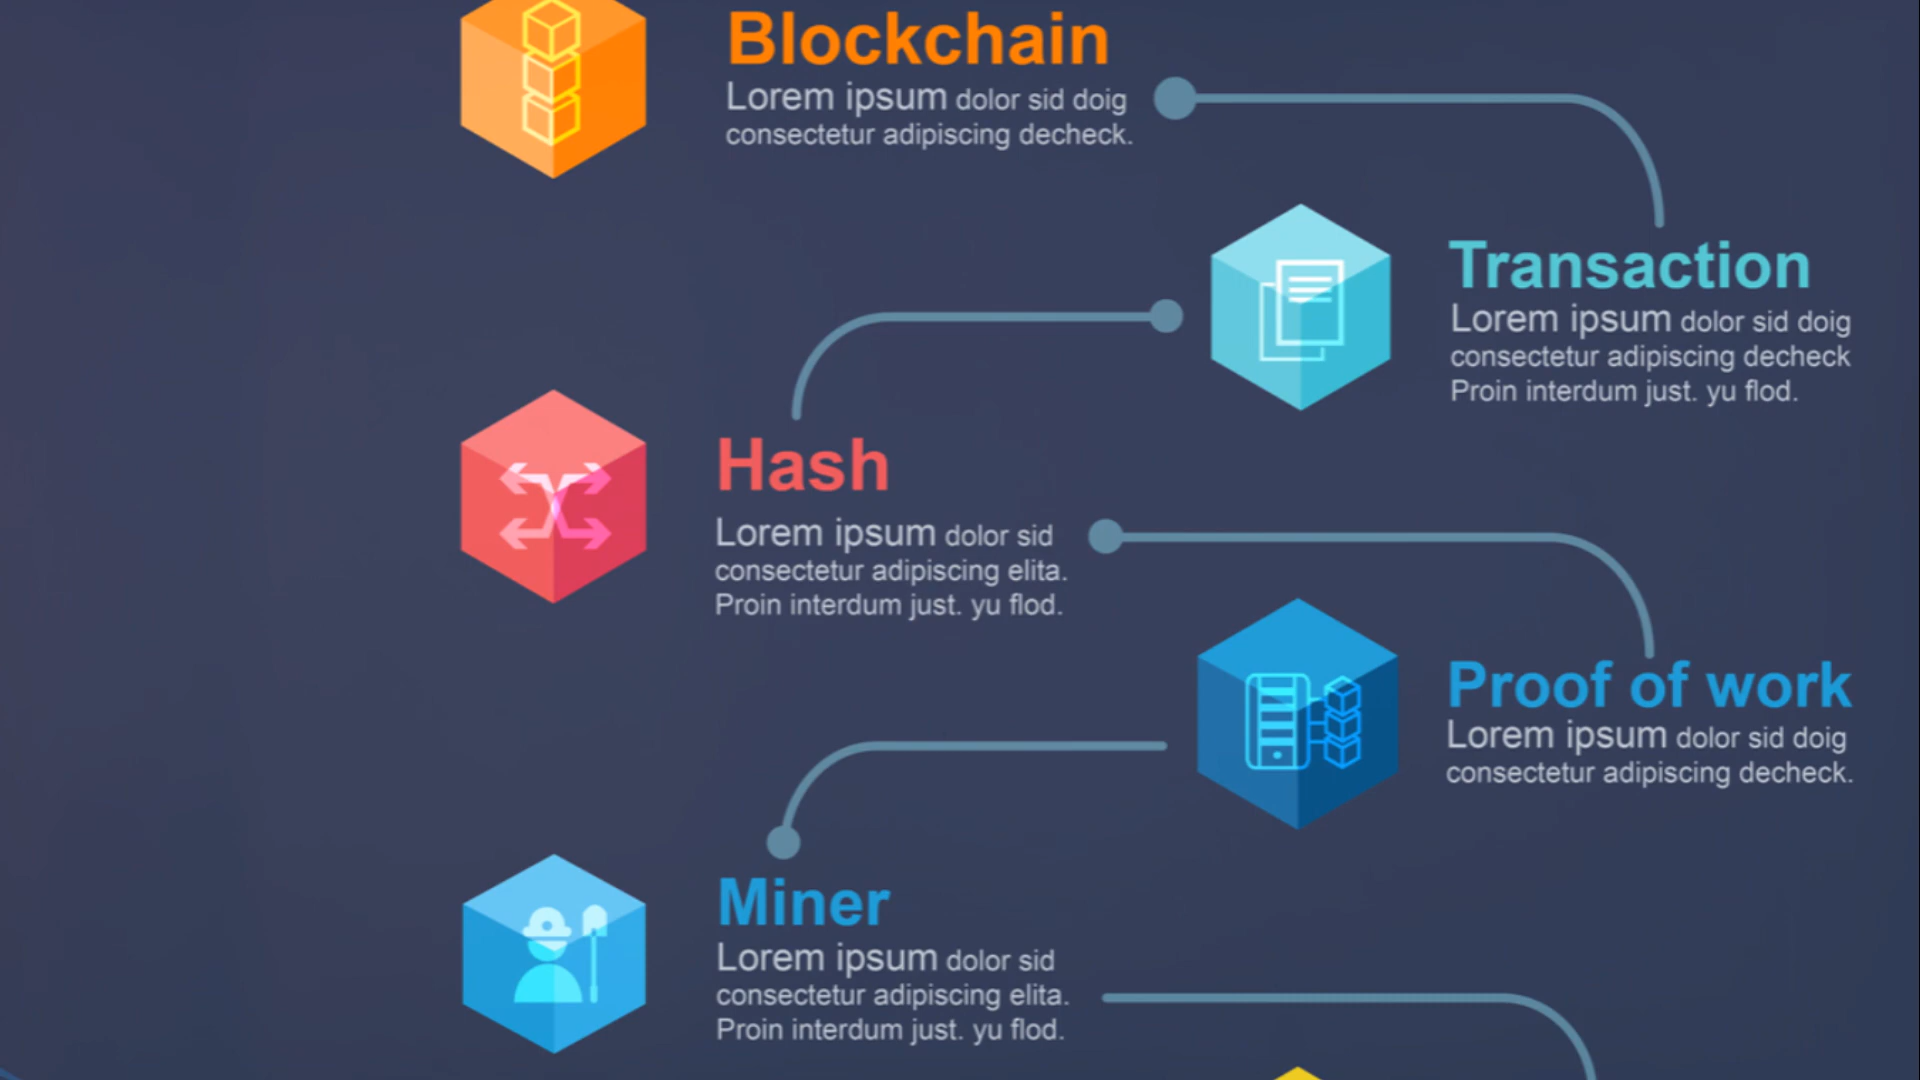 Blockchain
Lorem ipsum dolor sid doig
consectetur adipiscing decheck.
Transaction
Lorem ipsum dolor sid doig
consectetur adipiscing decheck
Proin interdum just. yu flod.
Hash
Lorem ipsum dolor sid
consectetur adipiscing elita.
Proin interdum just. yu flod.
Proof of work
Lorem ipsum dolor sid doig
consectetur adipiscing decheck.
Miner
Lorem ipsum dolor sid
consectetur adipiscing elita.
Proin interdum just. yu flod.